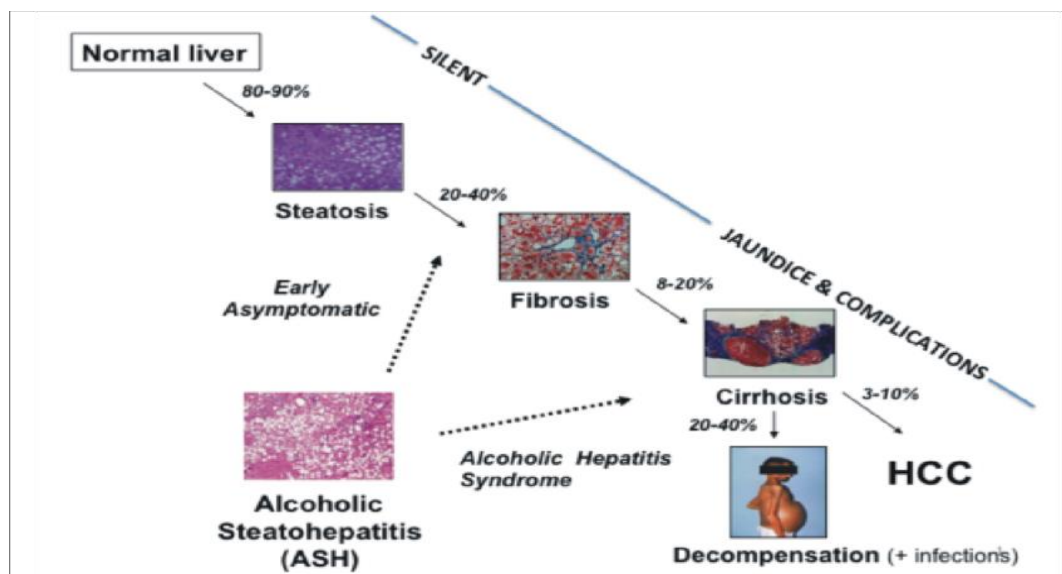 Normal liver
SILENT
80-90%
Steatosis
20-40%
JAUNDICE & COMPLICATIONS
Fibrosis
8-20%
Early
Asymptomatic
Cirrhosis
3-10%
20-40%
HCC
Alcoholic Hepatitis
Syndrome
Alcoholic
Steatohepatitis
(ASH)
Decompensation (+ infections)